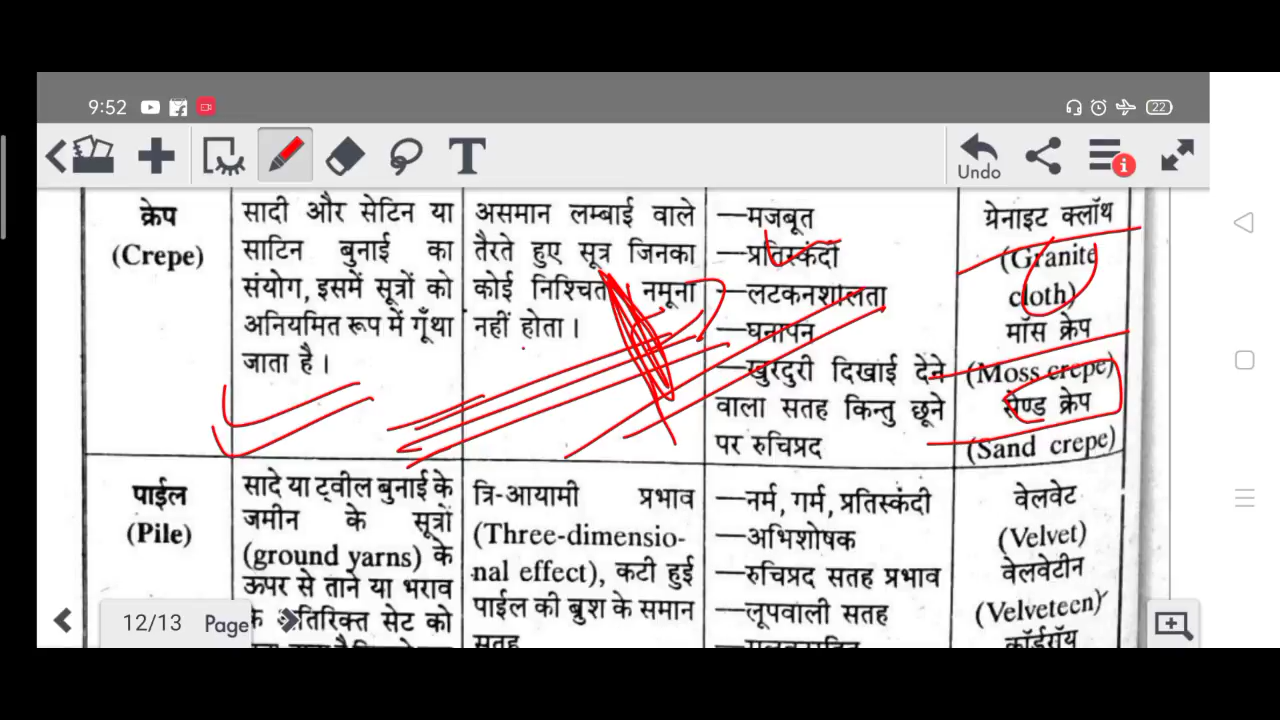 9:52
22
T
Undo
क्रेप
(Crepe)
सादी और सेटिन या
साटिन बुनाई का
संयोग, इसमें सूत्रों को
अनियमित रूप में गूँथा
जाता है।
असमान लम्बाई वाले
तैरते हुए सूत्र जिनका
कोई निश्चित नमूना
नहीं होता।
—मजबूत
—प्रतिस्कंदी
—लटकनशीलता
—घनापन
—खुरदुरी दिखाई देने
वाला सतह किन्तु छूने
पर रुचिप्रद
ग्रेनाइट क्लॉथ
(Granite
cloth)
मॉस क्रेप
(Moss crepe)
सेण्ड क्रेप
(Sand crepe)
पाईल
(Pile)
सादे या ट्वील बुनाई के
जमीन के सूत्रों
(ground yarns) के
ऊपर से ताने या भराव
अतिरिक्त सेट को
त्रि-आयामी प्रभाव
(Three-dimensio-
nal effect), कटी हुई
पाईल की ब्रुश के समान
सतह
—नर्म, गर्म, प्रतिस्कंदी
—अभिशोषक
—रुचिप्रद सतह प्रभाव
—लूपवाली सतह
वेलवेट
(Velvet)
वेलवेटीन
(Velveteen)
कॉर्डरॉय
12/13 Page